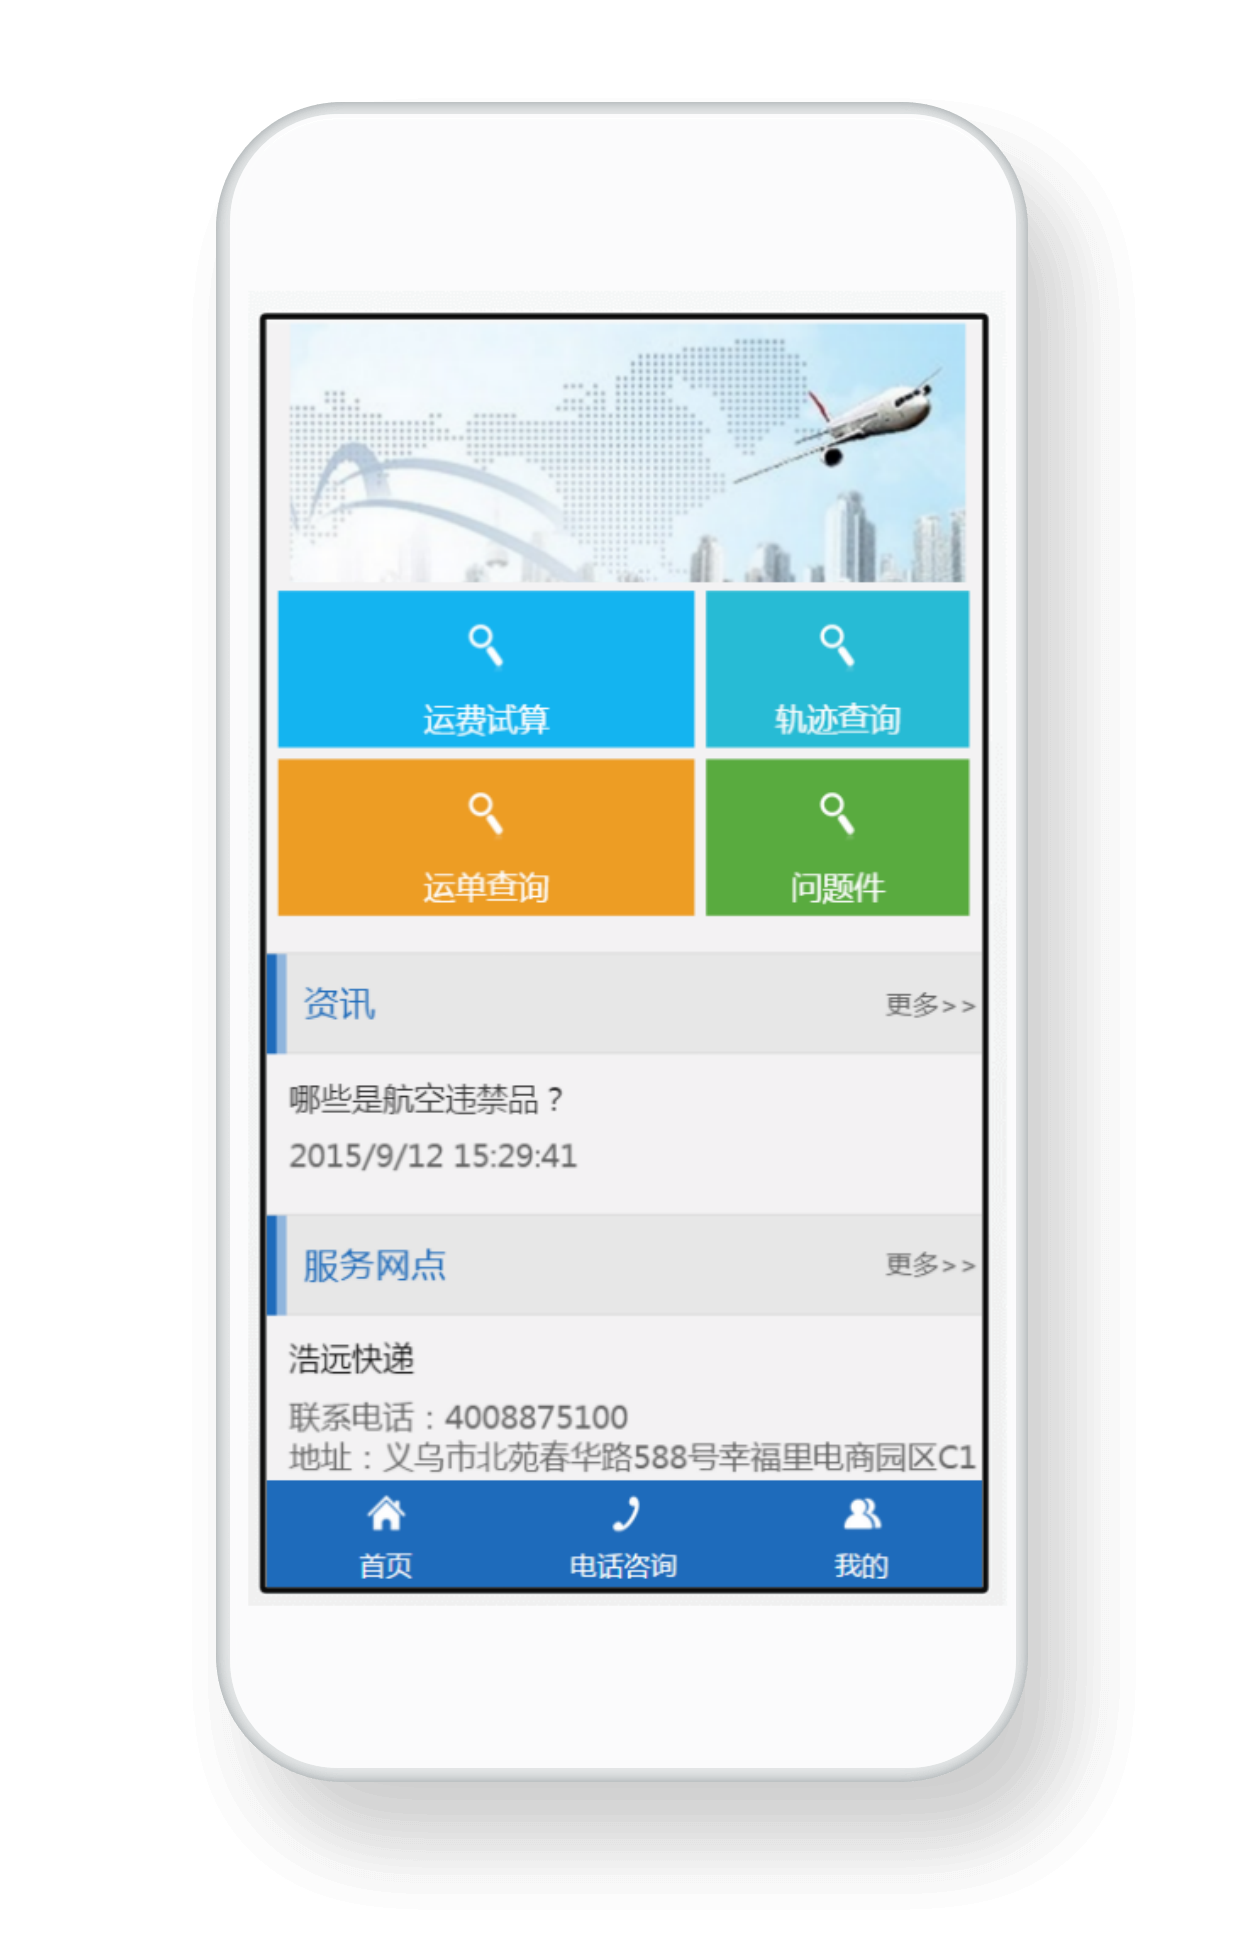 运费试算
轨迹查询
运单查询
问题件
资讯
更多>>
哪些是航空违禁品？
2015/9/12 15:29:41
服务网点
更多>>
浩远快递
联系电话：4008875100
地址：义乌市北苑春华路588号幸福里电商园区C1
首页
电话咨询
我的